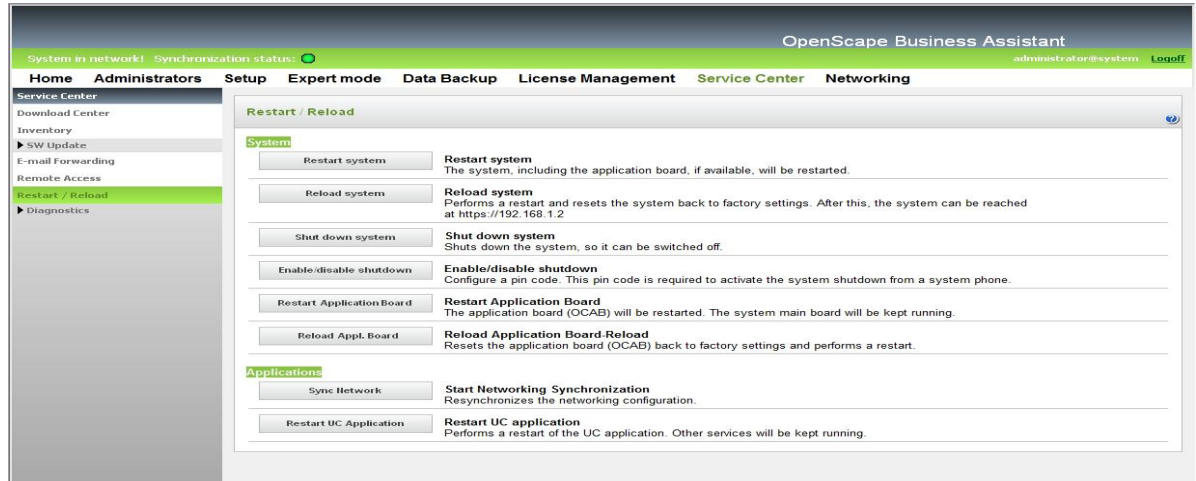 OpenScape Business Assistant
System in network! Synchronization status:
administrator@system Logoff
Home Administrators Setup Expert mode Data Backup License Management Service Center Networking
Service Center
Download Center
Inventory
SW Update
E-mail Forwarding
Remote Access
Restart / Reload
Diagnostics
Restart / Reload
?
System
Restart system
Restart system
The system, including the application board, if available, will be restarted.
Reload system
Reload system
Performs a restart and resets the system back to factory settings. After this, the system can be reached
at https://192.168.1.2
Shut down system
Shut down system
Shuts down the system, so it can be switched off.
Enable/disable shutdown
Enable/disable shutdown
Configure a pin code. This pin code is required to activate the system shutdown from a system phone.
Restart Application Board
Restart Application Board
The application board (OCAB) will be restarted. The system main board will be kept running.
Reload Appl. Board
Reload Application Board-Reload
Resets the application board (OCAB) back to factory settings and performs a restart.
Applications
Sync Network
Start Networking Synchronization
Resynchronizes the networking configuration.
Restart UC Application
Restart UC application
Performs a restart of the UC application. Other services will be kept running.